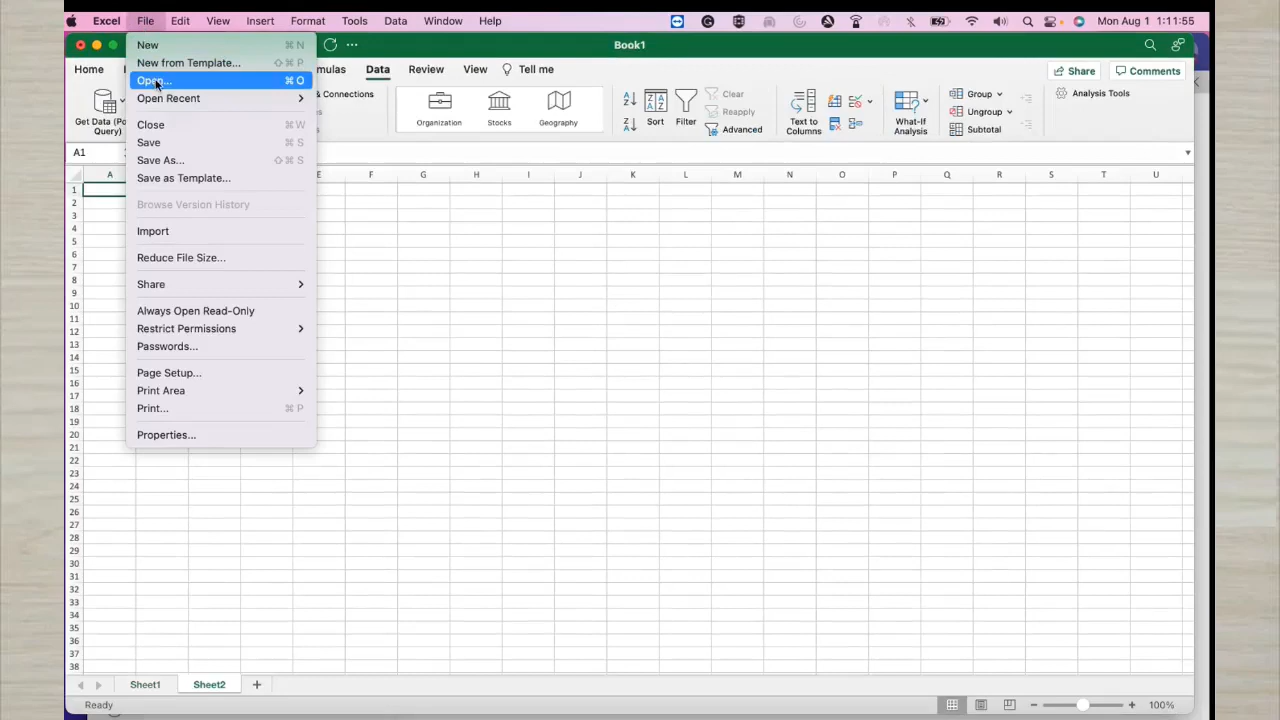 Excel File Edit View Insert Format Tools Data Window Help Mon Aug 1 1:11:55
Book1
Home Data Review View Tell me Share Comments
New ⌘ N
New from Template... ⇧ ⌘ P
Open... ⌘ O
Open Recent
Close ⌘ W
Save ⌘ S
Save As... ⇧ ⌘ S
Save as Template...
Browse Version History
Import
Reduce File Size...
Share
Always Open Read-Only
Restrict Permissions
Passwords...
Page Setup...
Print Area
Print... ⌘ P
Properties...
Get Data (Po
Query)
Organization Stocks Geography
Sort Filter
Clear
Reapply
Advanced
Text to
Columns
What-If
Analysis
Group
Ungroup
Subtotal
Analysis Tools
A1
A E F G H I J K L M N O P Q R S T U
1
2
3
4
5
6
7
8
9
10
11
12
13
14
15
16
17
18
19
20
21
22
23
24
25
26
27
28
29
30
31
32
33
34
35
36
37
38
Sheet1 Sheet2 +
Ready 100%